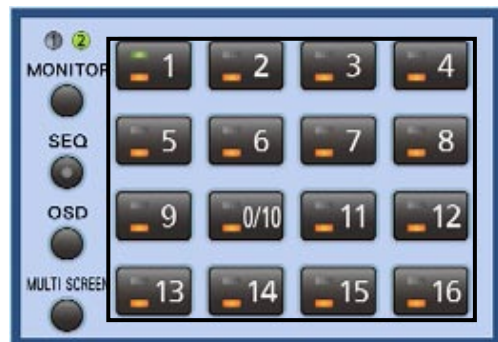 1 2
MONITOR
1 2 3 4
SEQ
5 6 7 8
OSD
9 0/10 11 12
MULTI SCREEN
13 14 15 16